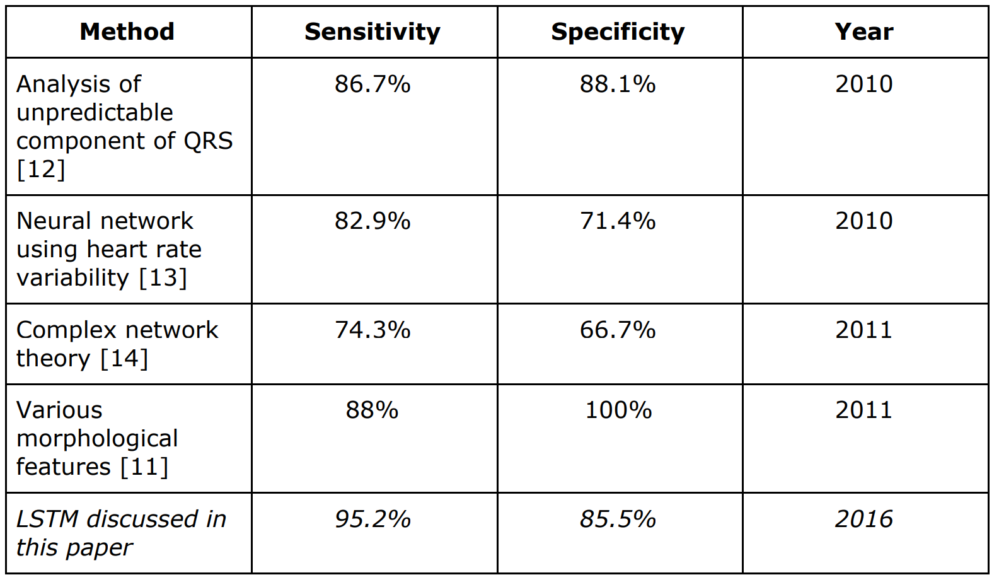 Method Sensitivity Specificity Year
Analysis of 86.7% 88.1% 2010
unpredictable
component of QRS
[12]
Neural network 82.9% 71.4% 2010
using heart rate
variability [13]
Complex network 74.3% 66.7% 2011
theory [14]
Various 88% 100% 2011
morphological
features [11]
LSTM discussed in 95.2% 85.5% 2016
this paper